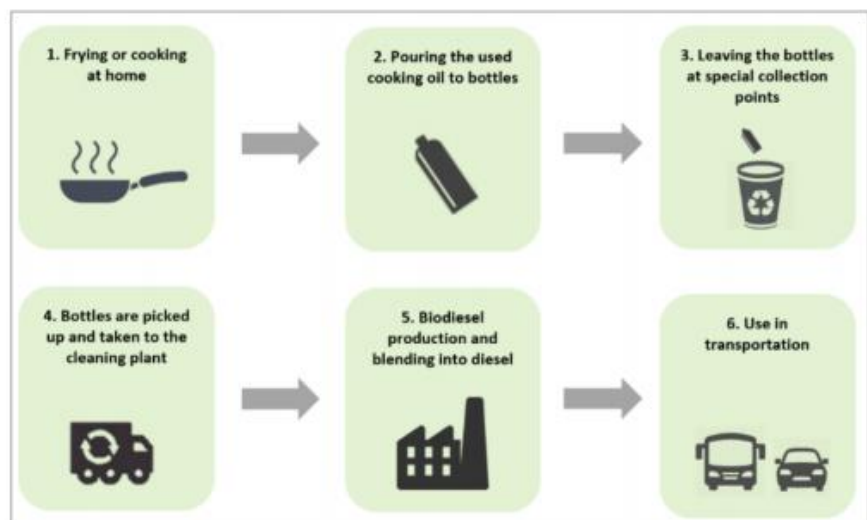 1. Frying or cooking
at home
2. Pouring the used
cooking oil to bottles
3. Leaving the bottles
at special collection
points
4. Bottles are picked
up and taken to the
cleaning plant
5. Biodiesel
production and
blending into diesel
6. Use in
transportation